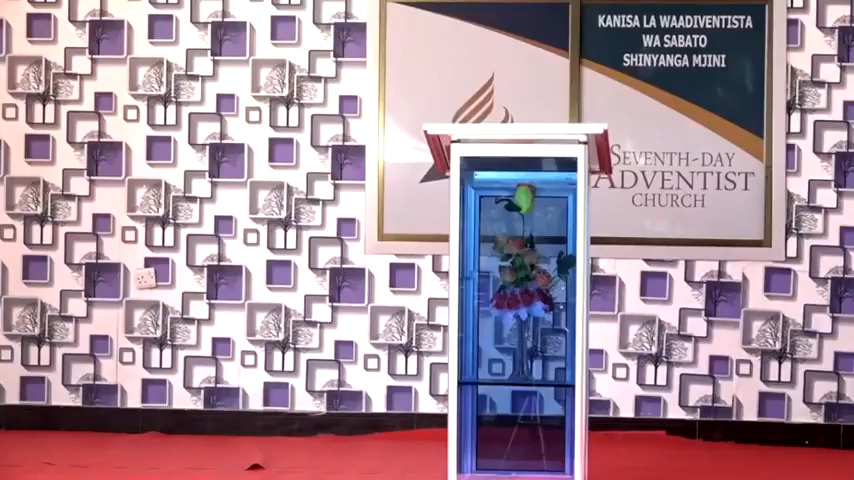 KANISA LA WAADIVENTISTA
WA SABATO
SHINYANGA MJINI
SEVENTH-DAY
ADVENTIST
CHURCH